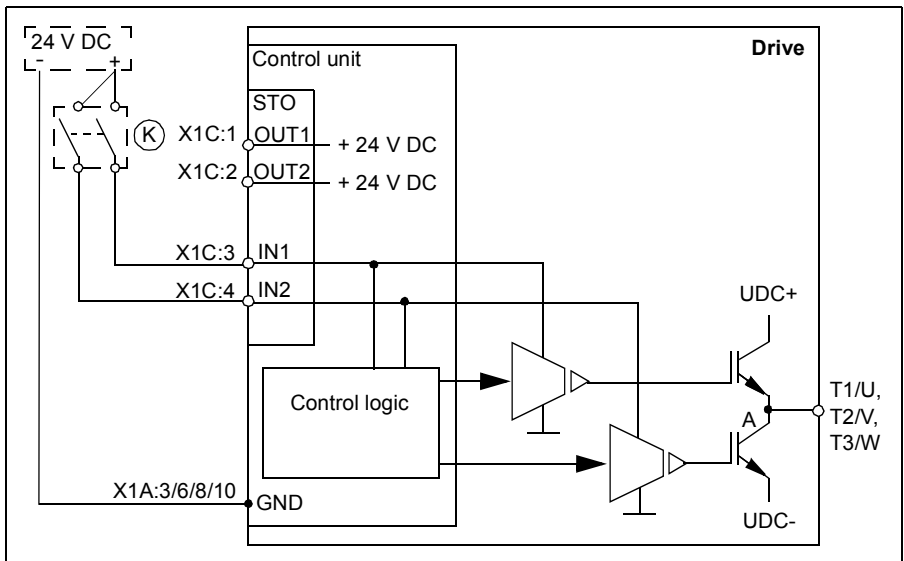 24 V DC
- +
Drive
Control unit
STO
K
X1C:1 OUT1 + 24 V DC
X1C:2 OUT2 + 24 V DC
X1C:3 IN1
X1C:4 IN2
UDC+
Control logic
A
T1/U,
T2/V,
T3/W
X1A:3/6/8/10 GND
UDC-